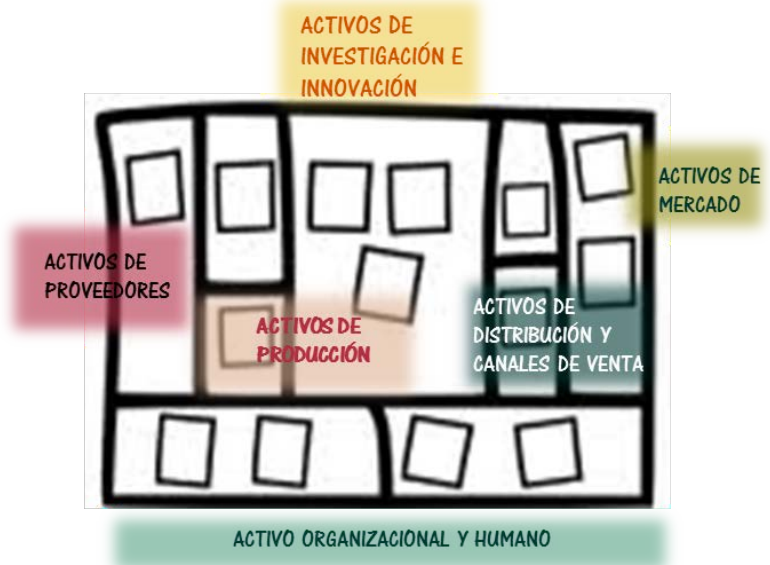 ACTIVOS DE
INVESTIGACIÓN E
INNOVACIÓN
ACTIVOS DE
MERCADO
ACTIVOS DE
PROVEEDORES
ACTIVOS DE
PRODUCCIÓN
ACTIVOS DE
DISTRIBUCIÓN Y
CANALES DE VENTA
ACTIVO ORGANIZACIONAL Y HUMANO